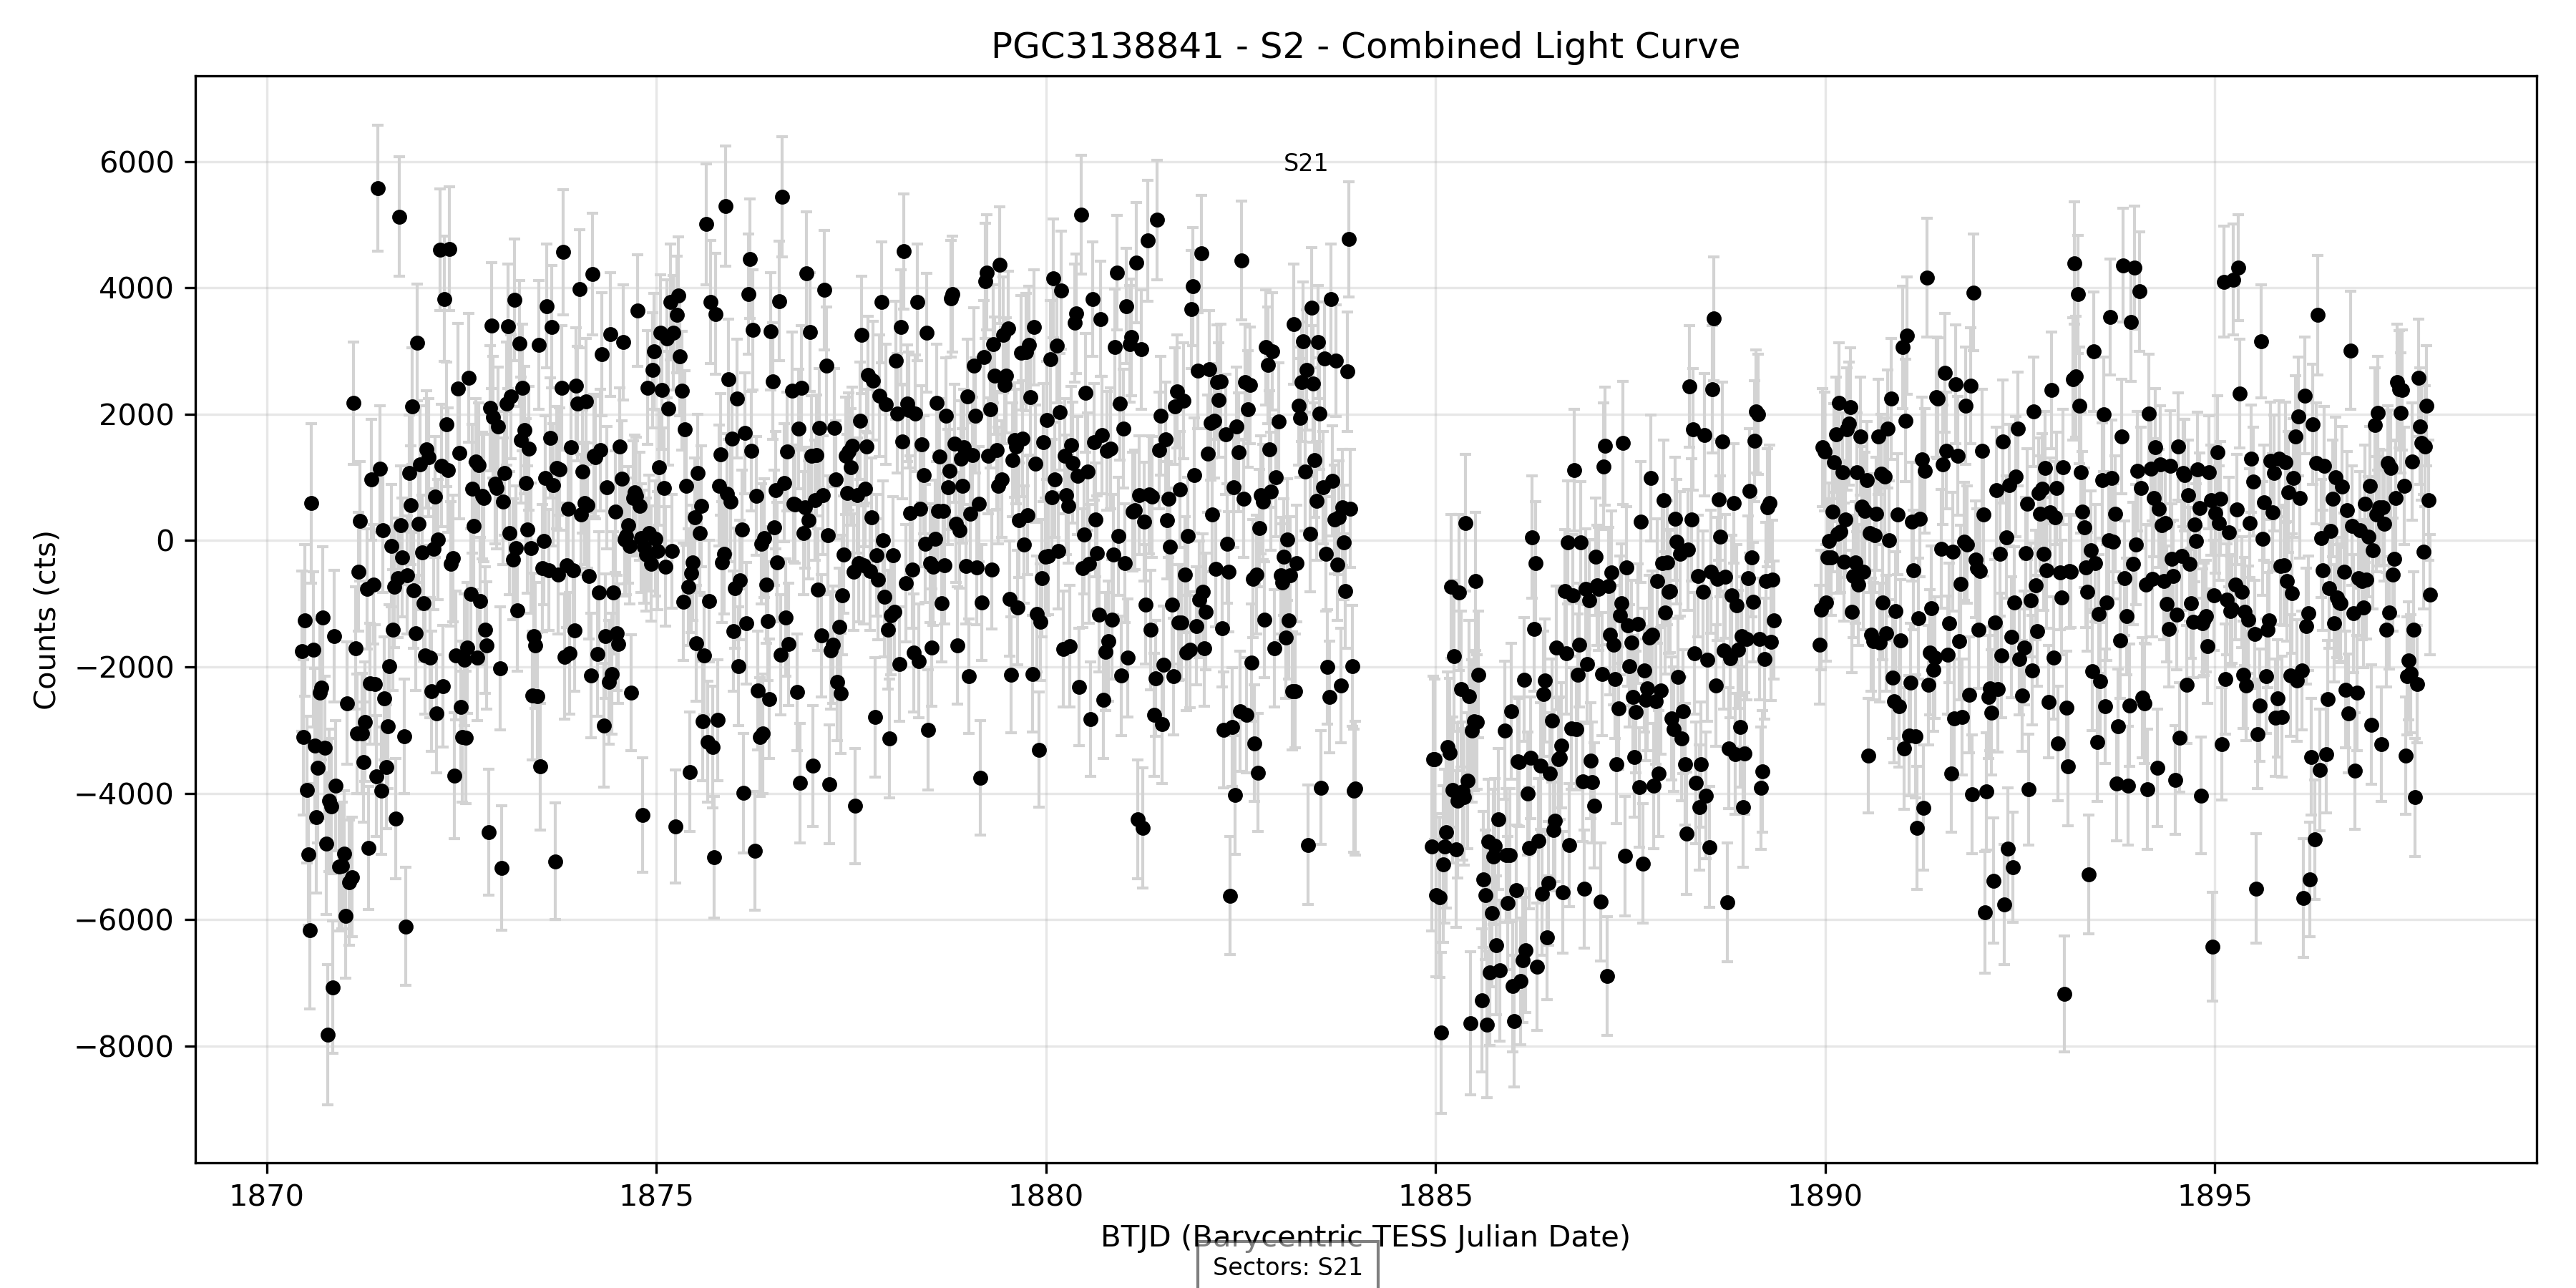 PGC3138841 - S2 - Combined Light Curve
Counts (cts)
6000
4000
2000
0
−2000
−4000
−6000
−8000
S21
1870 1875 1880 1885 1890 1895
BTJD (Barycentric TESS Julian Date)
Sectors: S21